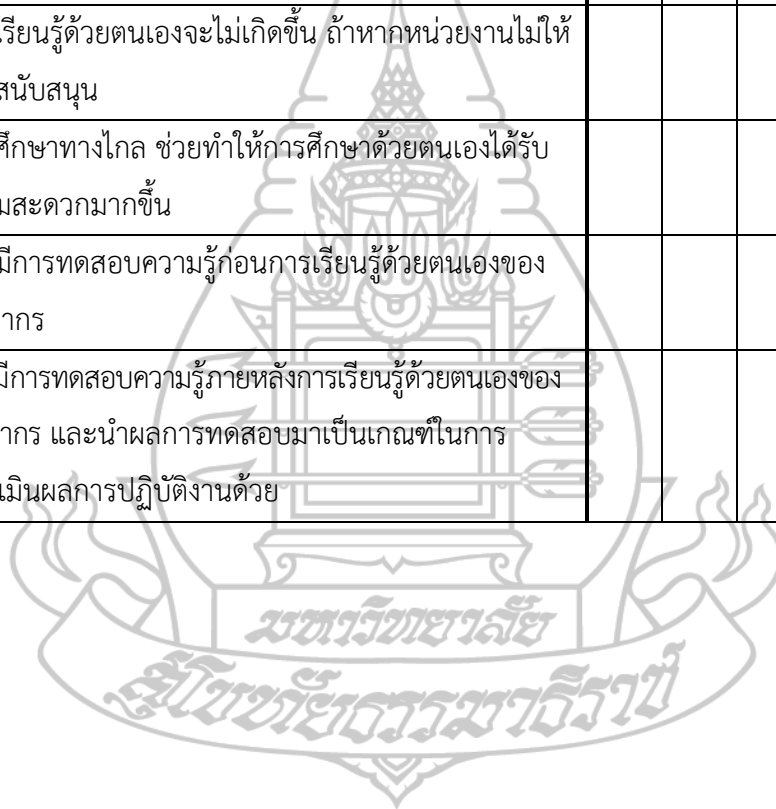 เรียนรู้ด้วยตนเองจะไม่เกิดขึ้น ถ้าหากหน่วยงานไม่ให้
สนับสนุน
ศึกษาทางไกล ช่วยทำให้การศึกษาด้วยตนเองได้รับ
มสะดวกมากขึ้น
มีการทดสอบความรู้ก่อนการเรียนรู้ด้วยตนเองของ
ากร
มีการทดสอบความรู้ภายหลังการเรียนรู้ด้วยตนเองของ
ากร และนำผลการทดสอบมาเป็นเกณฑ์ในการ
เมินผลการปฏิบัติงานด้วย
มหาวิทยาลัย
สุโขทัยธรรมาธิราช